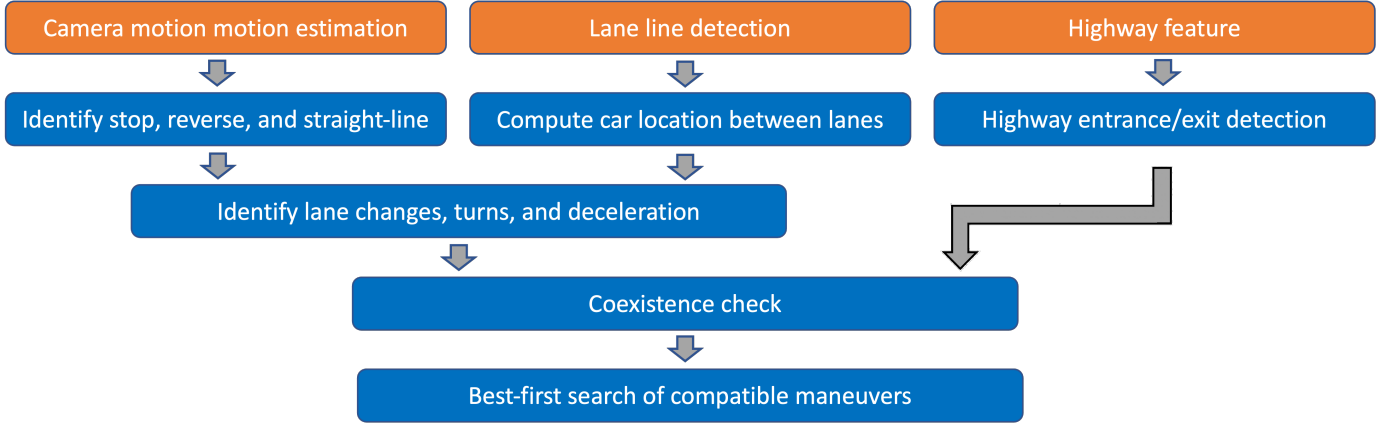 Camera motion motion estimation
Lane line detection
Highway feature
Identify stop, reverse, and straight-line
Compute car location between lanes
Highway entrance/exit detection
Identify lane changes, turns, and deceleration
Coexistence check
Best-first search of compatible maneuvers